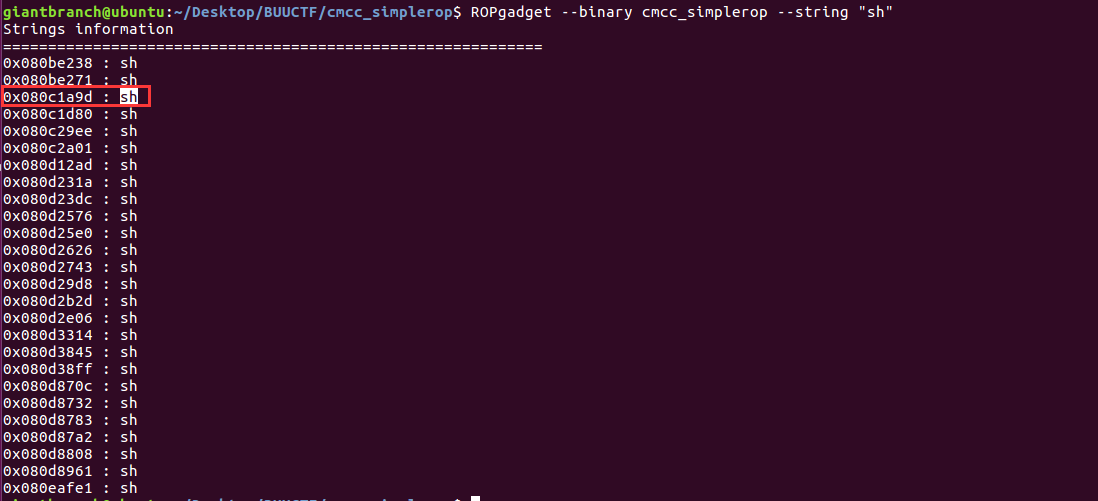 giantbranch@ubuntu:~/Desktop/BUUCTF/cmcc_simplerop$ ROPgadget --binary cmcc_simplerop --string "sh"
Strings information
============================================================
0x080be238 : sh
0x080be271 : sh
0x080c1a9d : sh
0x080c1d80 : sh
0x080c29ee : sh
0x080c2a01 : sh
0x080d12ad : sh
0x080d231a : sh
0x080d23dc : sh
0x080d2576 : sh
0x080d25e0 : sh
0x080d2626 : sh
0x080d2743 : sh
0x080d29d8 : sh
0x080d2b2d : sh
0x080d2e06 : sh
0x080d3314 : sh
0x080d3845 : sh
0x080d38ff : sh
0x080d870c : sh
0x080d8732 : sh
0x080d8783 : sh
0x080d87a2 : sh
0x080d8808 : sh
0x080d8961 : sh
0x080eafe1 : sh